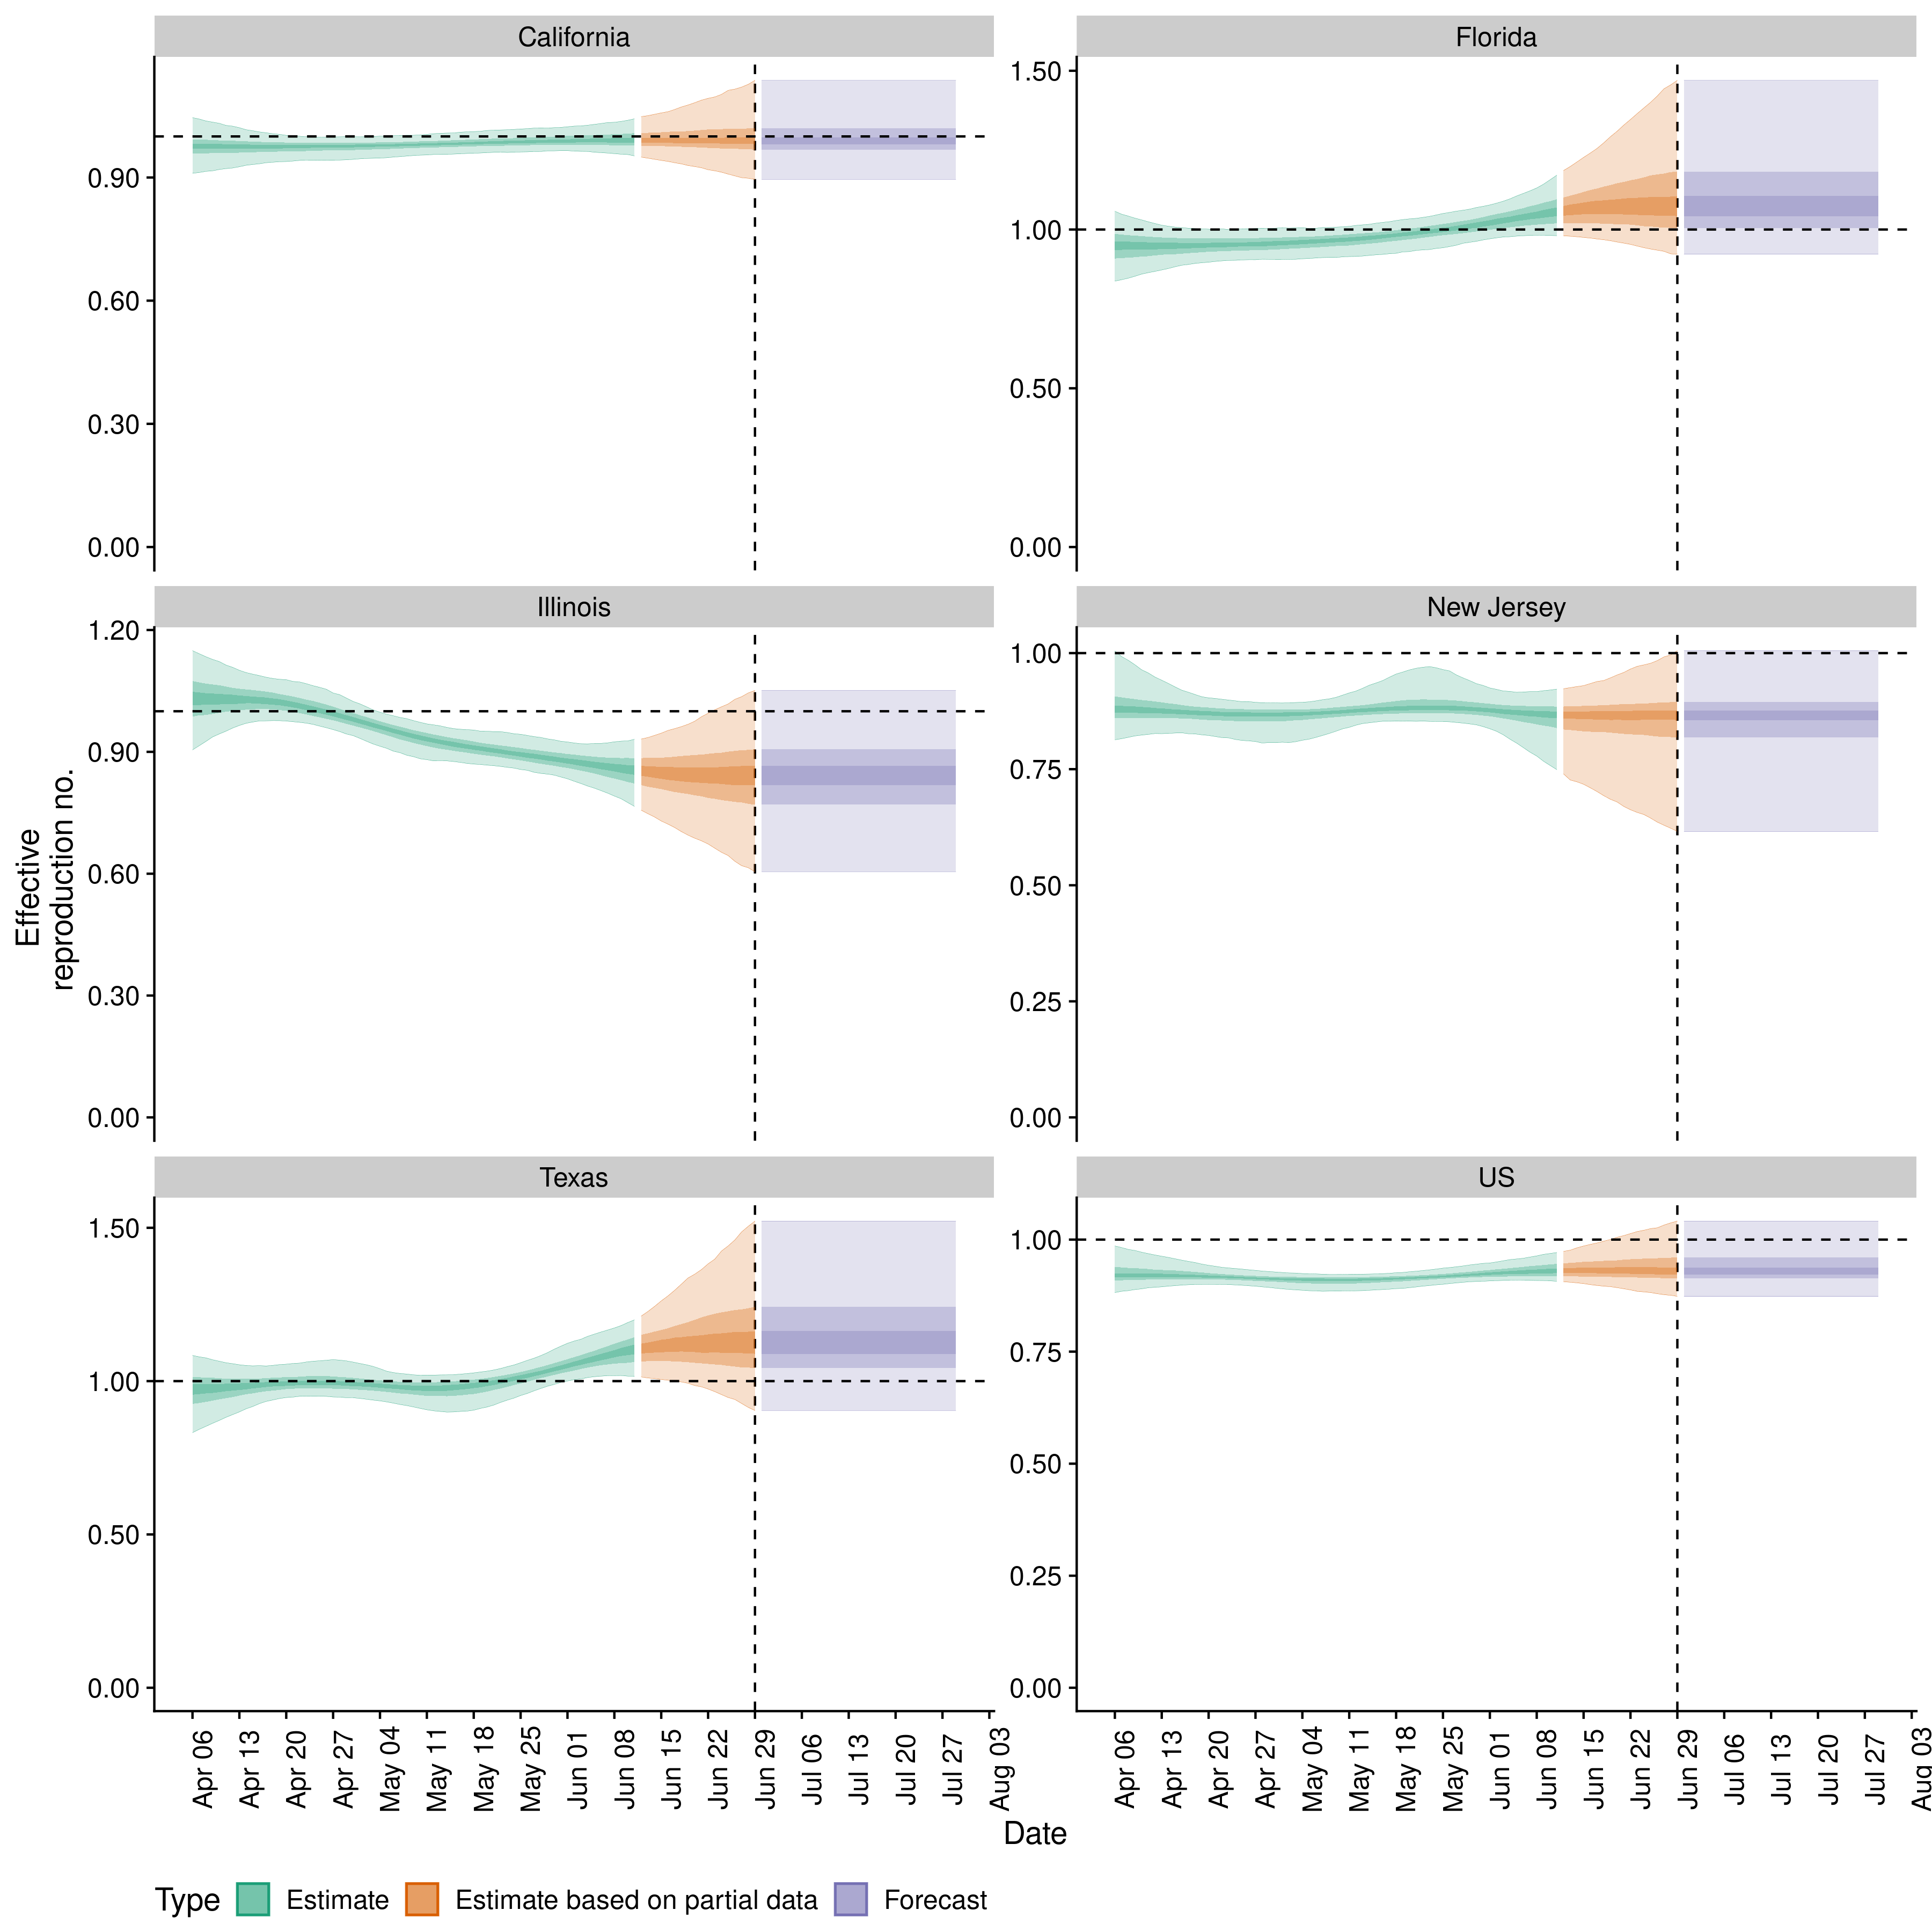 California
Florida
0.90
0.60
0.30
0.00
1.50
1.00
0.50
0.00
Illinois
New Jersey
1.20
0.90
0.60
0.30
0.00
1.00
0.75
0.50
0.25
0.00
Effective
reproduction no.
Texas
US
1.50
1.00
0.50
0.00
1.00
0.75
0.50
0.25
0.00
Apr 06
Apr 13
Apr 20
Apr 27
May 04
May 11
May 18
May 25
Jun 01
Jun 08
Jun 15
Jun 22
Jun 29
Jul 06
Jul 13
Jul 20
Jul 27
Aug 03
Apr 06
Apr 13
Apr 20
Apr 27
May 04
May 11
May 18
May 25
Jun 01
Jun 08
Jun 15
Jun 22
Jun 29
Jul 06
Jul 13
Jul 20
Jul 27
Aug 03
Date
Type Estimate Estimate based on partial data Forecast